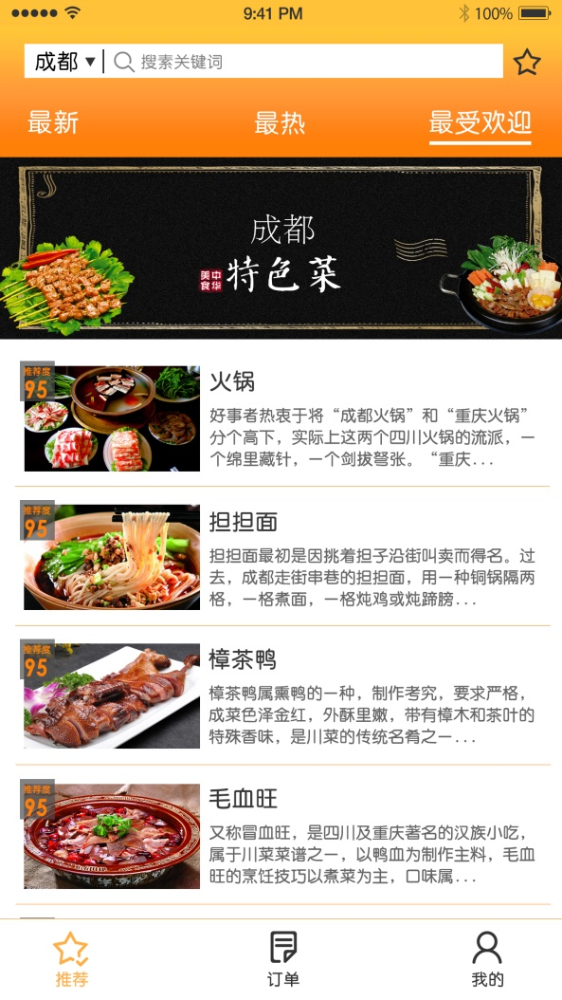 9:41 PM 100%
成都 搜素关键词
最新 最热 最受欢迎
成都
中华美食 特色菜
推荐度
95
火锅
好事者热衷于将“成都火锅”和“重庆火锅”
分个高下，实际上这两个四川火锅的流派，一
个绵里藏针，一个剑拔弩张。“重庆...
推荐度
95
担担面
担担面最初是因挑着担子沿街叫卖而得名。过
去，成都走街串巷的担担面，用一种铜锅隔两
格，一格煮面，一格炖鸡或炖蹄膀...
推荐度
95
樟茶鸭
樟茶鸭属熏鸭的一种，制作考究，要求严格，
成菜色泽金红，外酥里嫩，带有樟木和茶叶的
特殊香味，是川菜的传统名肴之一...
推荐度
95
毛血旺
又称冒血旺，是四川及重庆著名的汉族小吃，
属于川菜菜谱之一，以鸭血为制作主料，毛血
旺的烹饪技巧以煮菜为主，口味属...
推荐 订单 我的